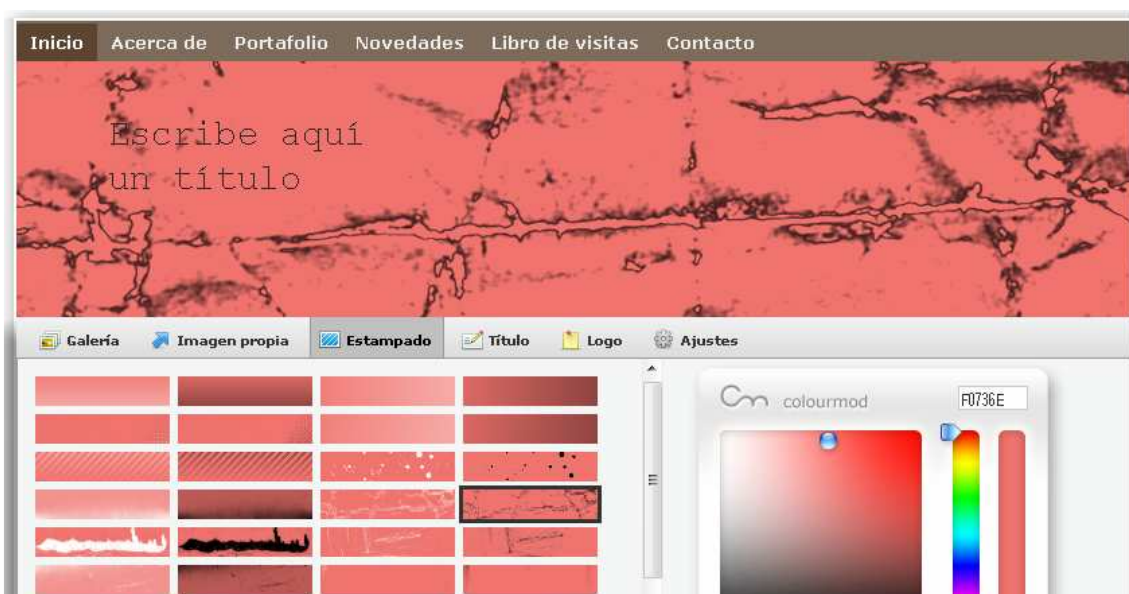 Inicio Acerca de Portafolio Novedades Libro de visitas Contacto
Escribe aquí
un título
Galería Imagen propia Estampado Título Logo Ajustes
Cm colourmod F0736E